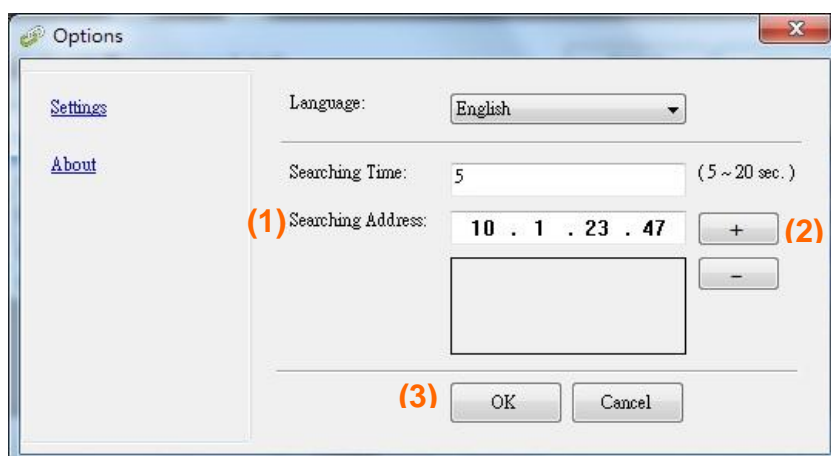 Options
Settings
About
Language: English
Searching Time: 5 (5 ~ 20 sec.)
(1) Searching Address: 10 . 1 . 23 . 47 + (2)
-
(3) OK Cancel